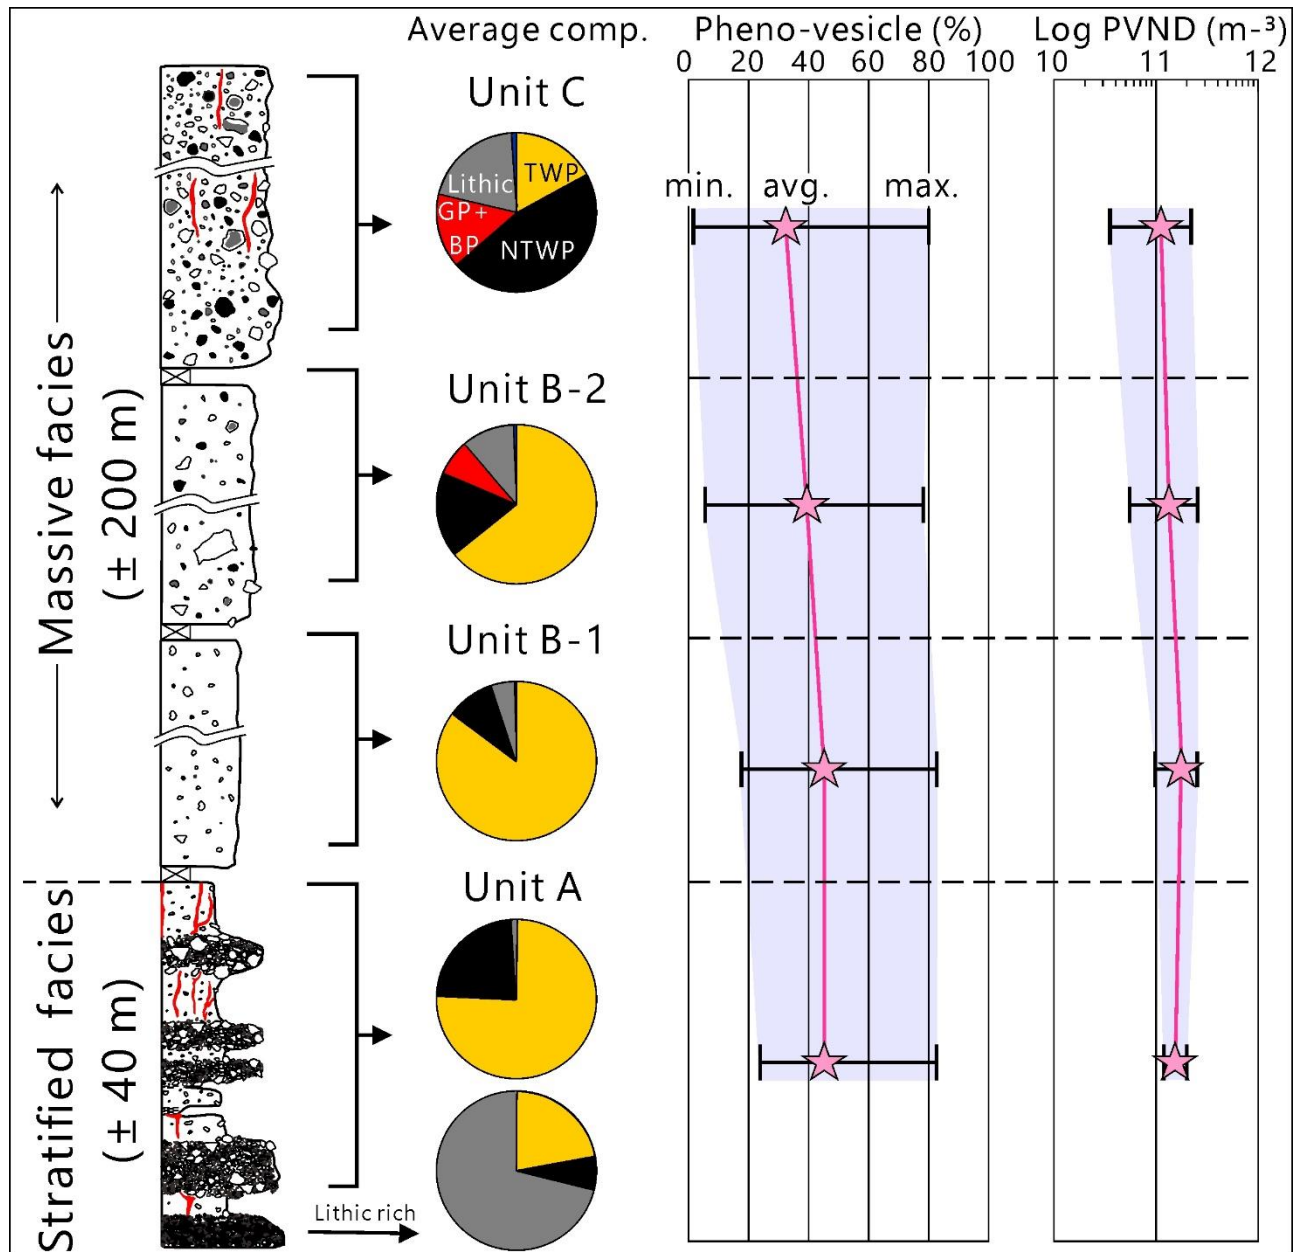 Average comp.
Pheno-vesicle (%)
Log PVND (m-³)
0 20 40 60 80 100
10 11 12
Unit C
TWP
Lithic
GP+
BP
NTWP
min. avg. max.
Massive facies
(± 200 m)
Unit B-2
Unit B-1
Unit A
Stratified facies
(± 40 m)
Lithic rich